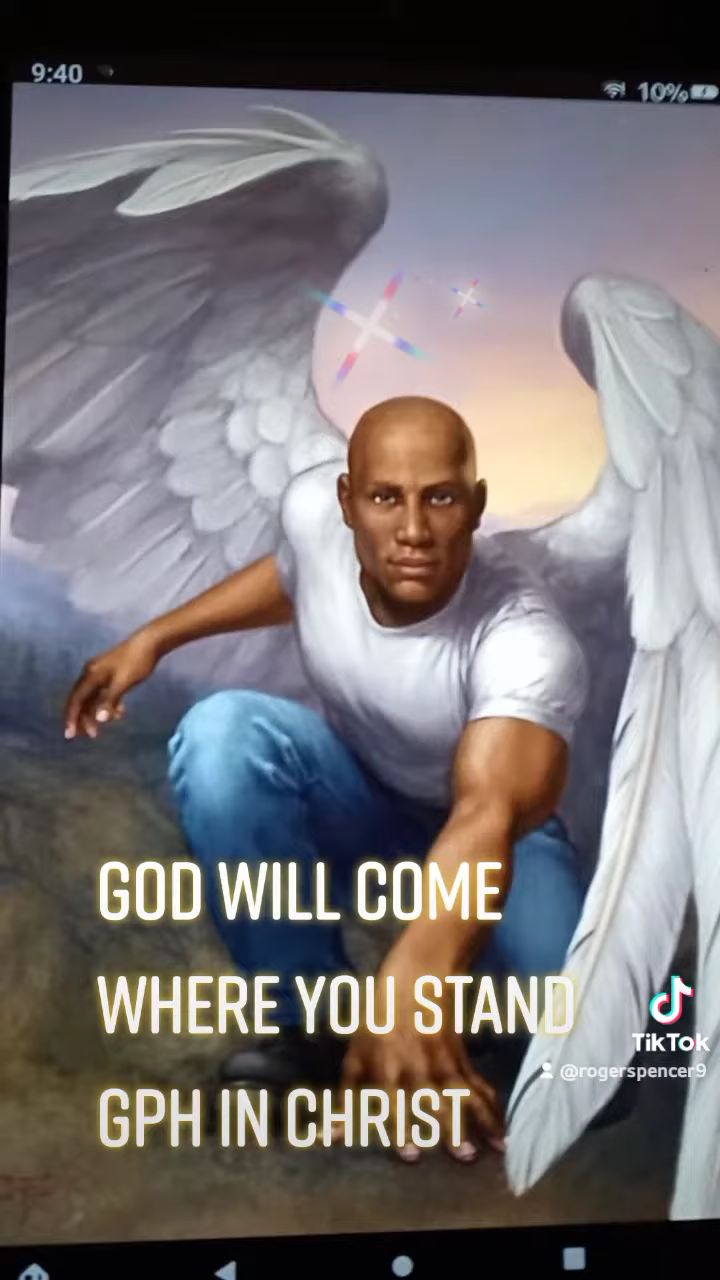 9:40
10%
GOD WILL COME
WHERE YOU STAND
GPH IN CHRIST
TikTok
@rogerspencer9